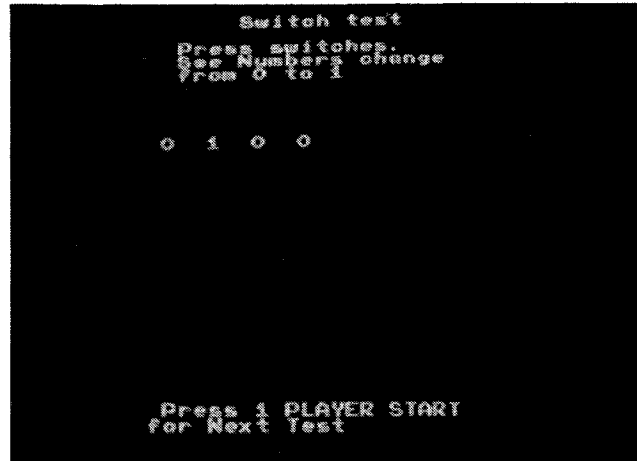 Switch test
Press switches.
See Numbers change
from 0 to 1
0 1 0 0
Press 1 PLAYER START
for Next Test